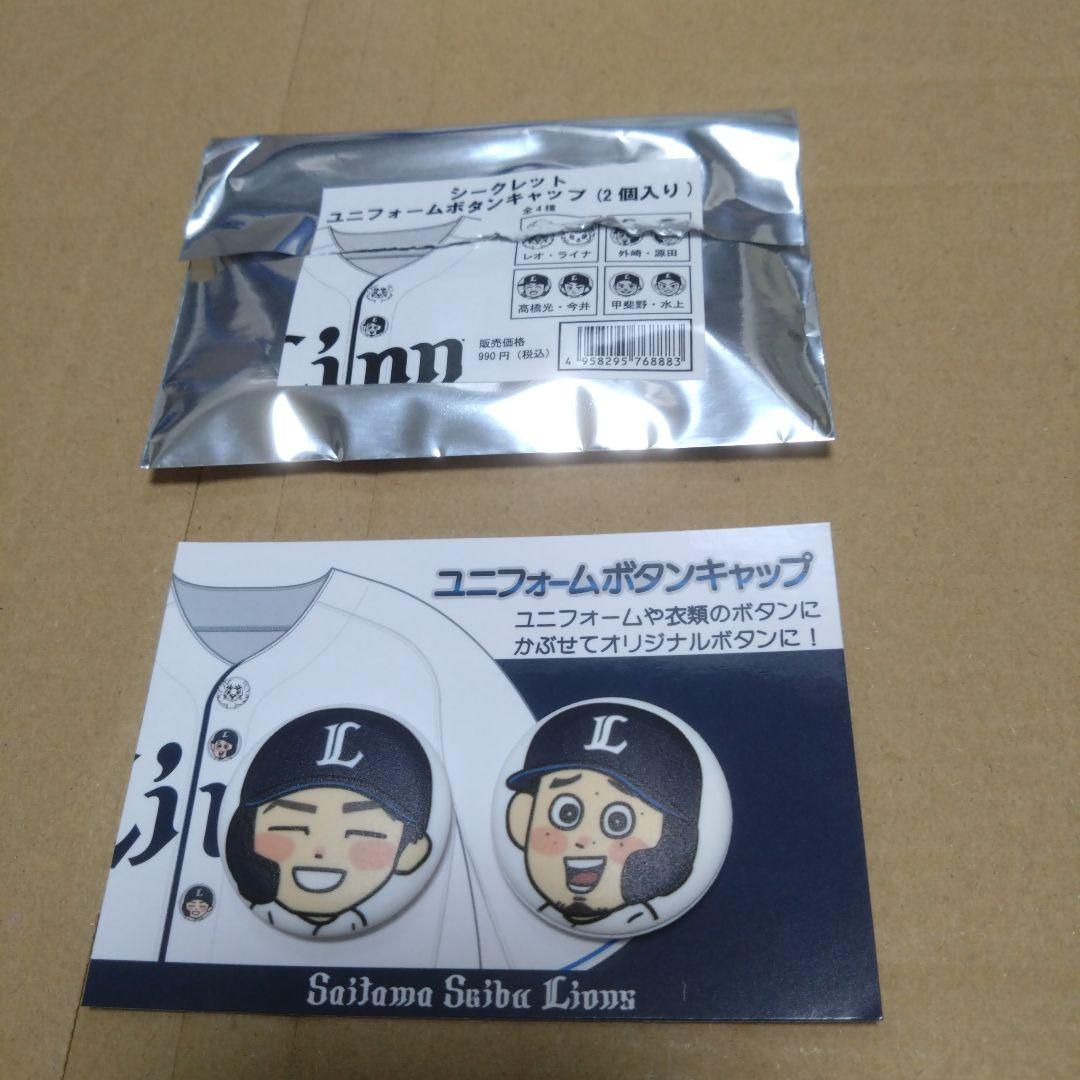 シークレット
ユニフォームボタンキャップ (2個入り)
全4種
レオ・ライナ
外崎・源田
髙橋光・今井
甲斐野・水上
販売価格
990円(税込)
4 958295 768883
ユニフォームボタンキャップ
ユニフォームや衣類のボタンに
かぶせてオリジナルボタンに!
L
L
Saitama Seibu Lions